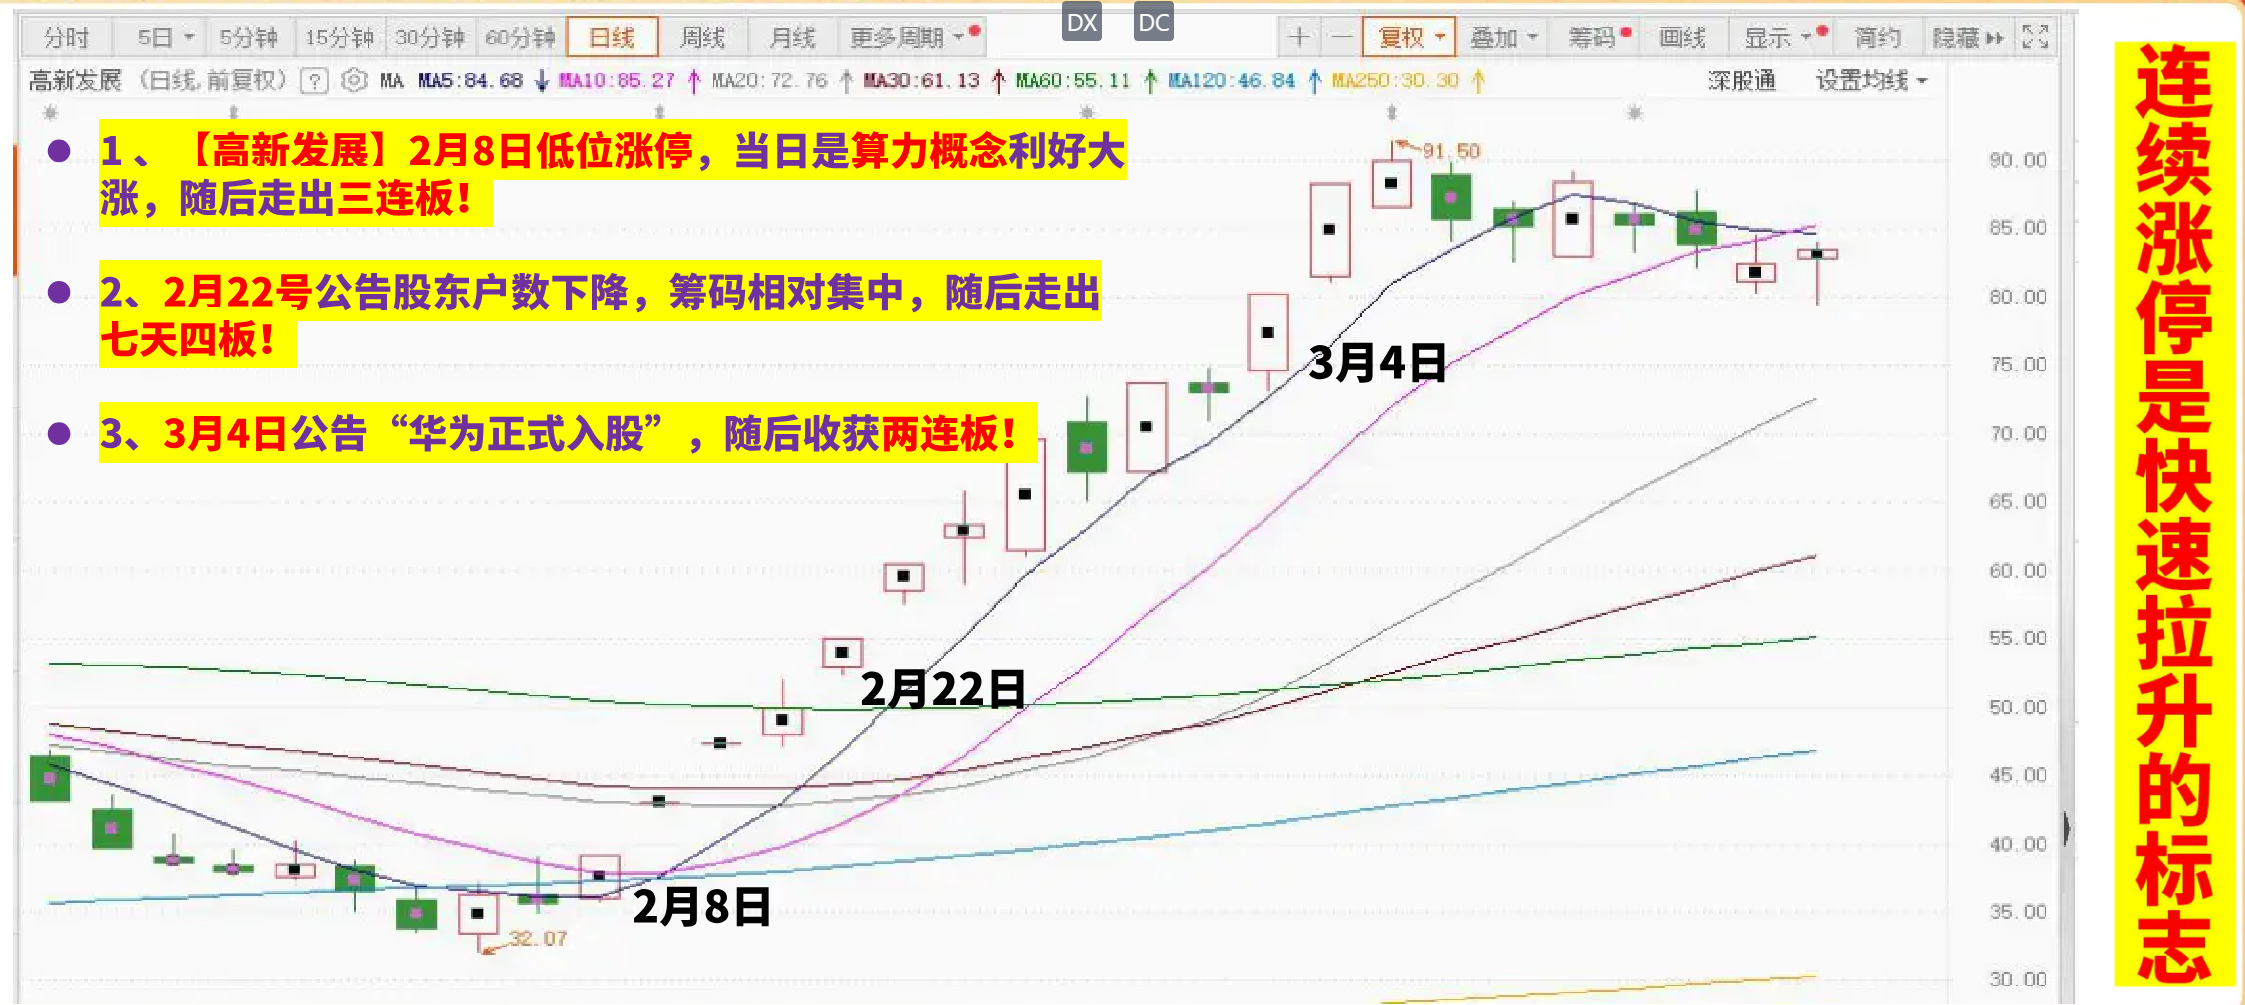 DX DC
分时 5日 5分钟 15分钟 30分钟 60分钟 日线 周线 月线 更多周期 + — 复权 叠加 筹码 画线 显示 简约 隐藏
高新发展 (日线,前复权) ? MA MA5:84.68 ↓ MA10:85.27 ↑ MA20:72.76 ↑ MA30:61.13 ↑ MA60:55.11 ↑ MA120:46.84 ↑ MA250:30.30 ↑ 深股通 设置均线
● 1 、【高新发展】2月8日低位涨停，当日是算力概念利好大
涨，随后走出三连板！
● 2、2月22号公告股东户数下降，筹码相对集中，随后走出
七天四板！
● 3、3月4日公告“华为正式入股”，随后收获两连板！
91.50
3月4日
2月22日
2月8日
32.07
90.00
85.00
80.00
75.00
70.00
65.00
60.00
55.00
50.00
45.00
40.00
35.00
30.00
连续涨停是快速拉升的标志